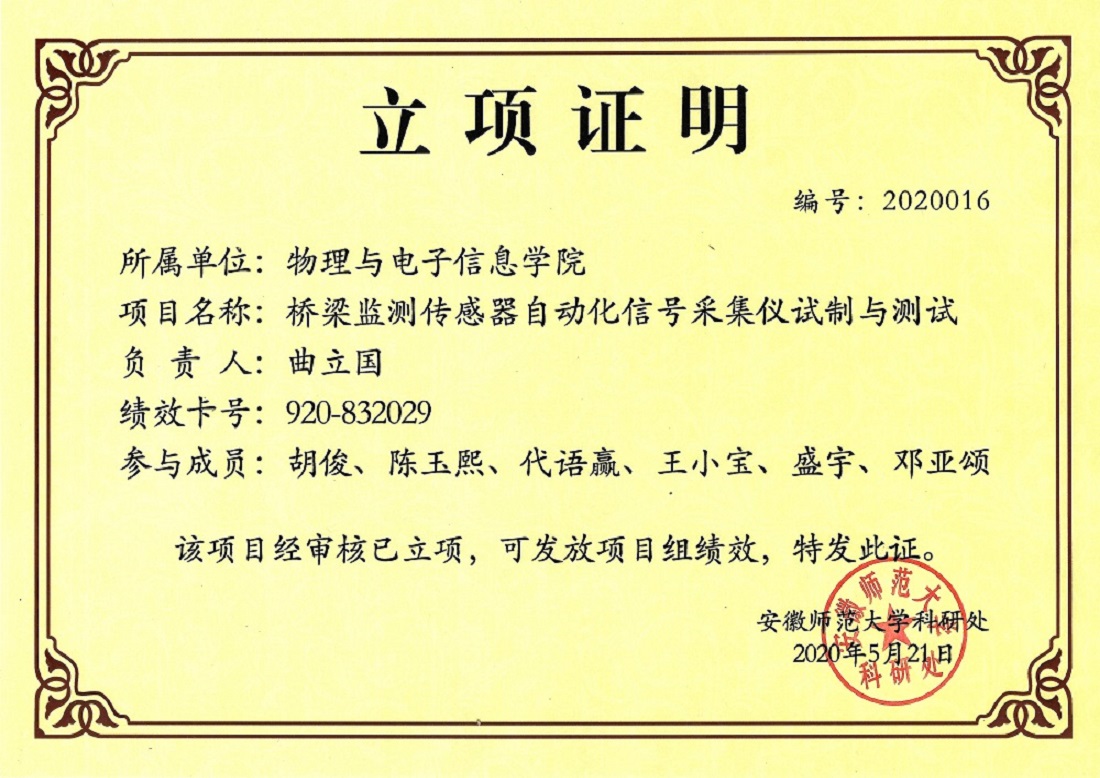 立项证明
编号：2020016
所属单位：物理与电子信息学院
项目名称：桥梁监测传感器自动化信号采集仪试制与测试
负责人：曲立国
绩效卡号：920-832029
参与成员：胡俊、陈玉熙、代语赢、王小宝、盛宇、邓亚颂
该项目经审核已立项，可发放项目组绩效，特发此证。
安徽师范大学科研处
2020年5月21日
安徽师范大学
科研处